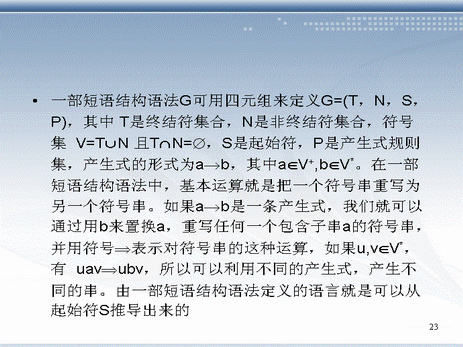 • 一部短语结构语法G可用四元组来定义G=(T，N，S，
P)，其中 T是终结符集合，N是非终结符集合，符号
集 V=T∪N 且T∩N=∅，S是起始符，P是产生式规则
集，产生式的形式为a→b，其中a∈V⁺,b∈V*。在一部
短语结构语法中，基本运算就是把一个符号串重写为
另一个符号串。如果a→b是一条产生式，我们就可以
通过用b来置换a，重写任何一个包含子串a的符号串，
并用符号⇒表示对符号串的这种运算，如果u,v∈V*，
有 uav⇒ubv，所以可以利用不同的产生式，产生不
同的串。由一部短语结构语法定义的语言就是可以从
起始符S推导出来的
23